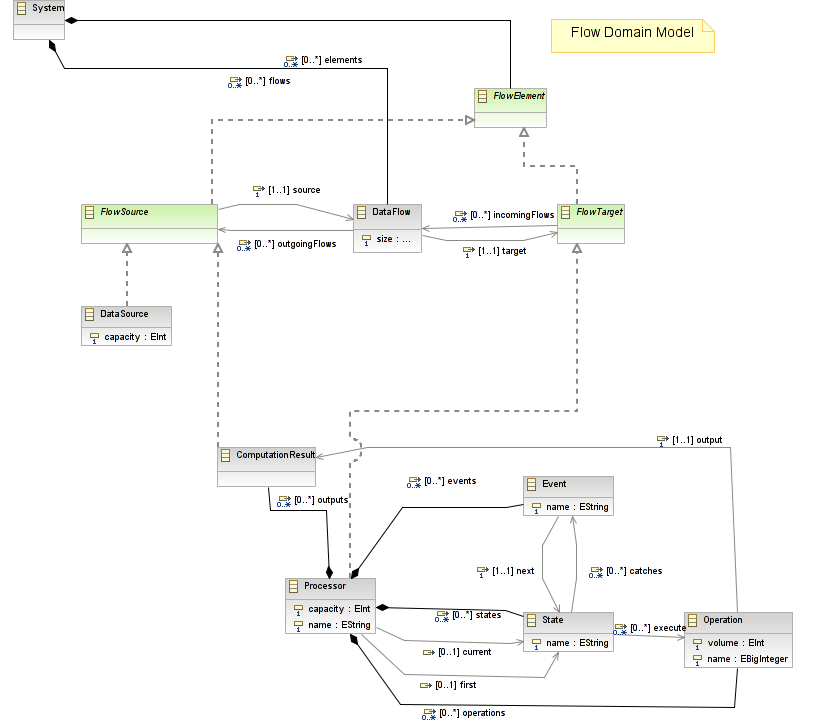 System
Flow Domain Model
0..* [0..*] elements
0..* [0..*] flows
FlowElement
1 [1..1] source
FlowSource
DataFlow
size : ...
1
0..* [0..*] incomingFlows
FlowTarget
0..* [0..*] outgoingFlows
1 [1..1] target
DataSource
1 capacity : EInt
1 [1..1] output
ComputationResult
0..* [0..*] events
Event
1 name : EString
0..* [0..*] outputs
1 [1..1] next
0..* [0..*] catches
Processor
1 capacity : EInt
1 name : EString
0..* [0..*] states
State
1 name : EString
0..* [0..*] execute
Operation
1 volume : EInt
1 name : EBigInteger
[0..1] current
[0..1] first
0..* [0..*] operations